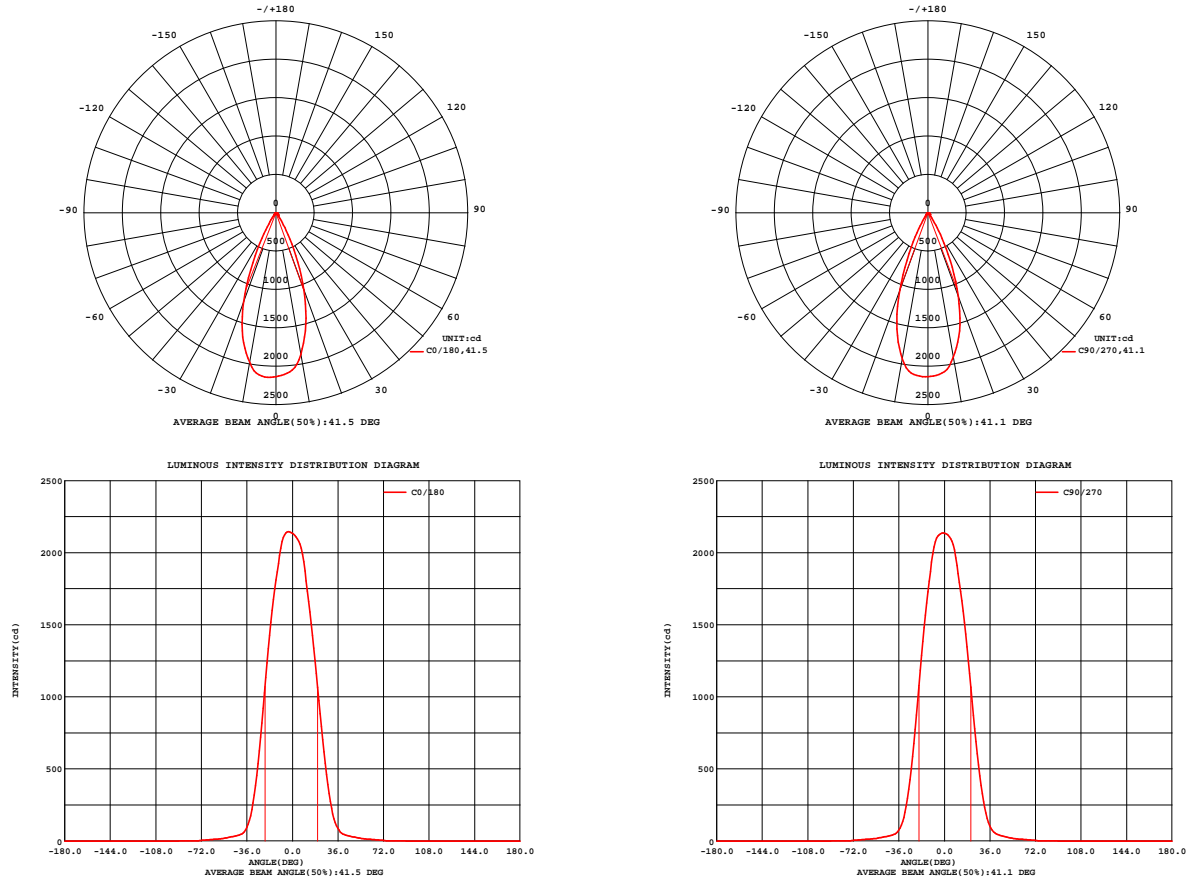 -/+180
-150
150
-120
120
-90
90
0
500
1000
1500
2000
2500
-60
60
-30
30
0
UNIT:cd
C0/180,41.5
AVERAGE BEAM ANGLE(50%):41.5 DEG
-/+180
-150
150
-120
120
-90
90
0
500
1000
1500
2000
2500
-60
60
-30
30
0
UNIT:cd
C90/270,41.1
AVERAGE BEAM ANGLE(50%):41.1 DEG
LUMINOUS INTENSITY DISTRIBUTION DIAGRAM
C0/180
INTENSITY(cd)
2500
2000
1500
1000
500
0
-180.0 -144.0 -108.0 -72.0 -36.0 0.0 36.0 72.0 108.0 144.0 180.0
ANGLE(DEG)
AVERAGE BEAM ANGLE(50%):41.5 DEG
LUMINOUS INTENSITY DISTRIBUTION DIAGRAM
C90/270
INTENSITY(cd)
2500
2000
1500
1000
500
0
-180.0 -144.0 -108.0 -72.0 -36.0 0.0 36.0 72.0 108.0 144.0 180.0
ANGLE(DEG)
AVERAGE BEAM ANGLE(50%):41.1 DEG